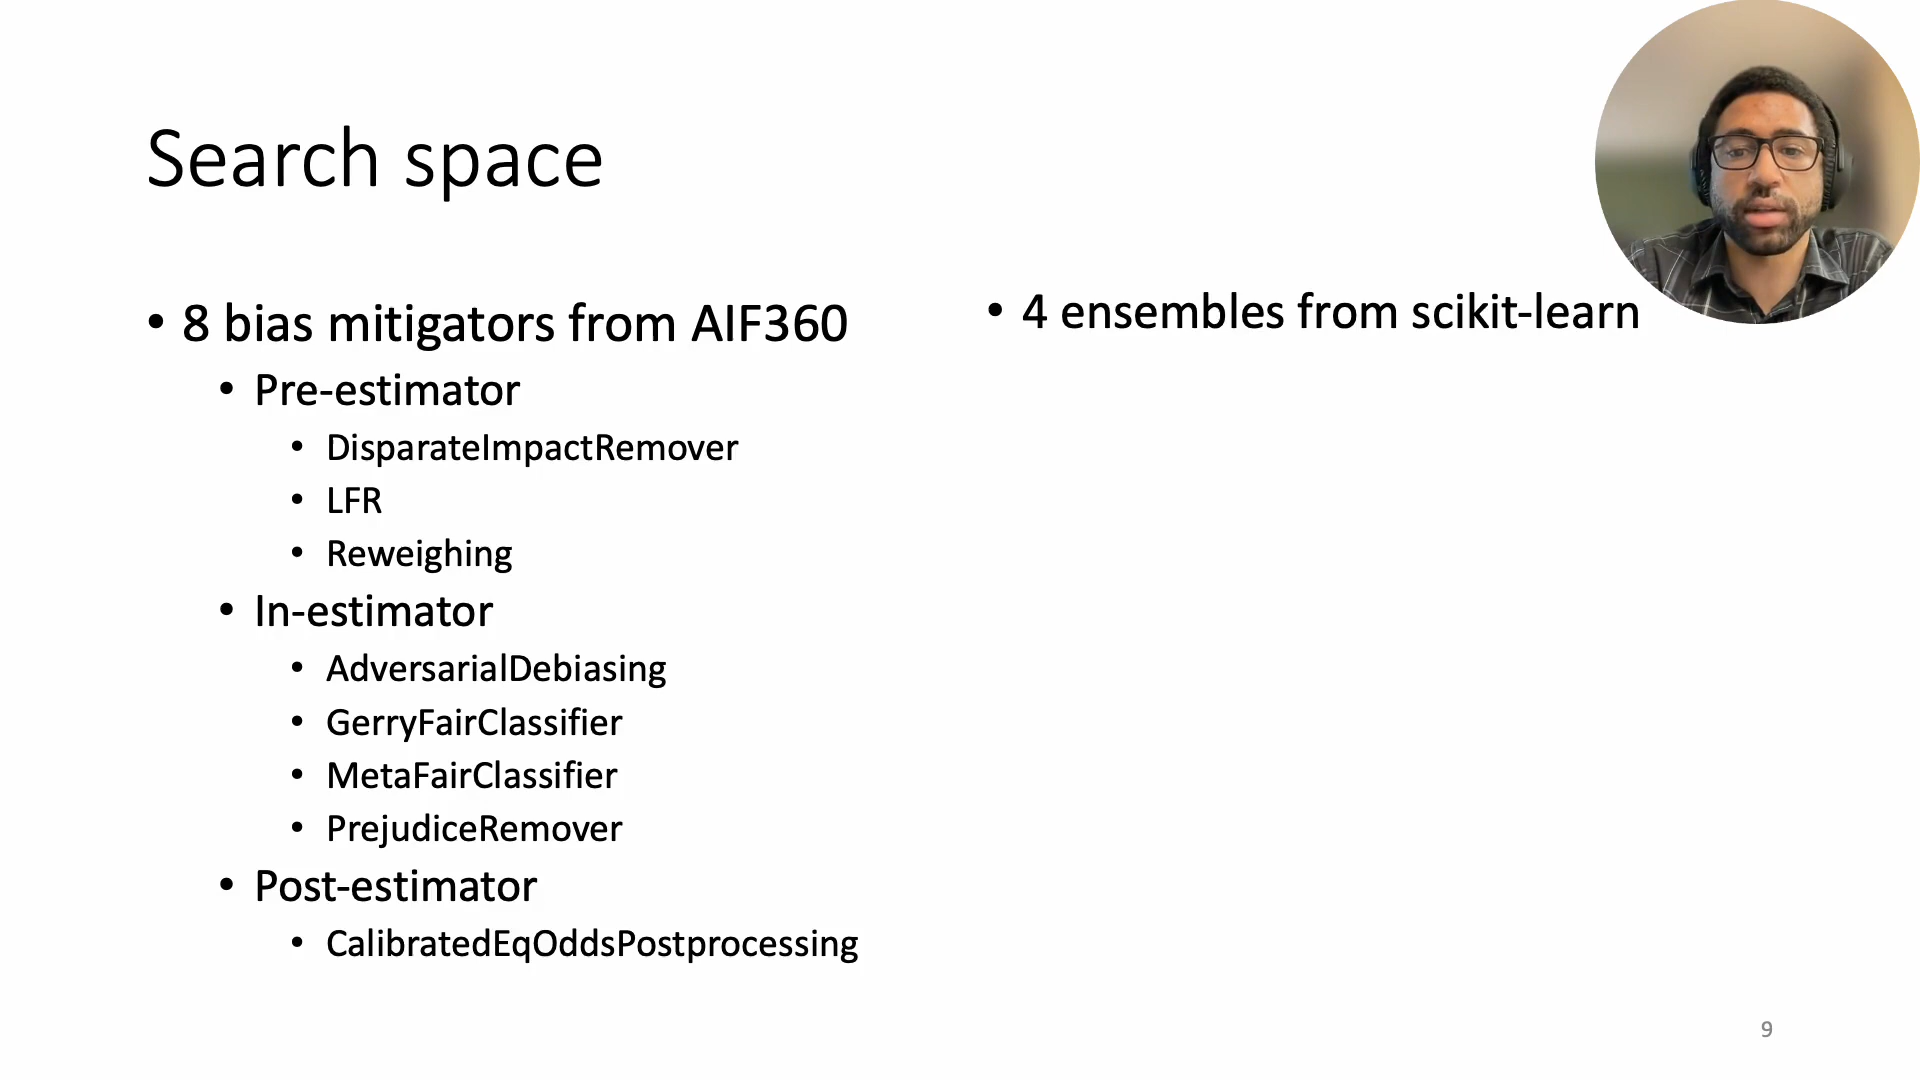 Search space
• 8 bias mitigators from AIF360
• Pre-estimator
• DisparateImpactRemover
• LFR
• Reweighing
• In-estimator
• AdversarialDebiasing
• GerryFairClassifier
• MetaFairClassifier
• PrejudiceRemover
• Post-estimator
• CalibratedEqOddsPostprocessing
• 4 ensembles from scikit-learn
9